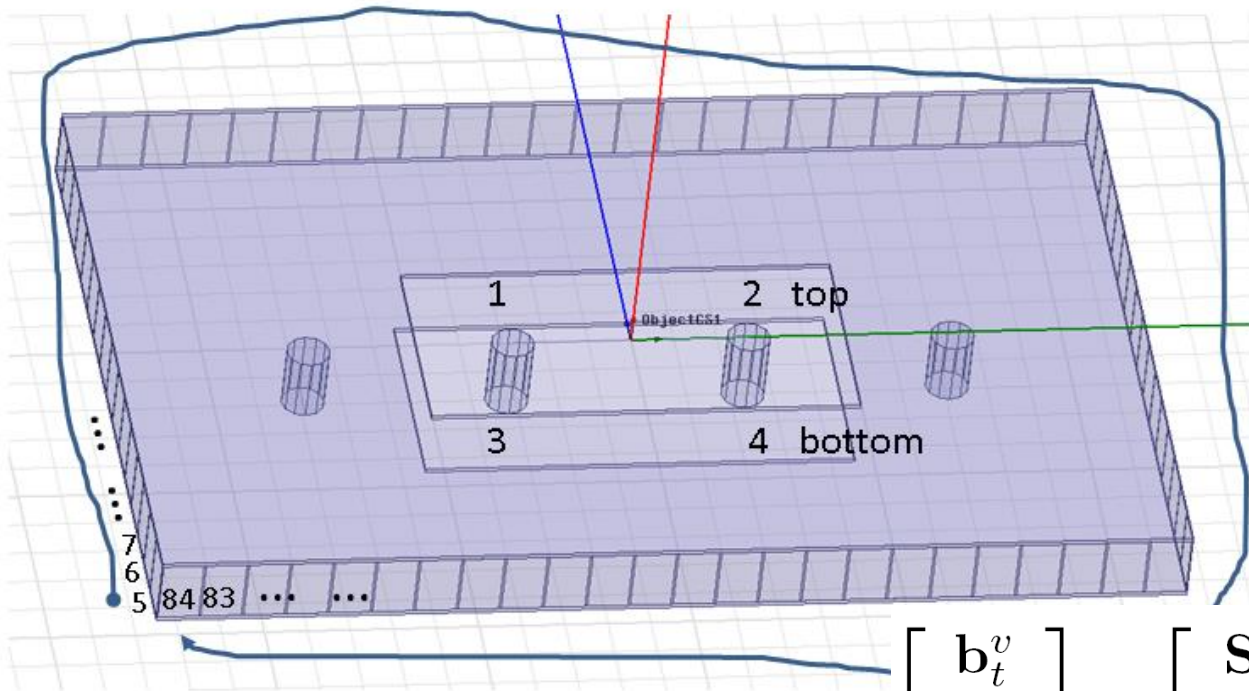 1 2 top
ObjectCS1
3 4 bottom
...
...
7
6
5 84 83 ... ...
[ b_t^v ] [ S